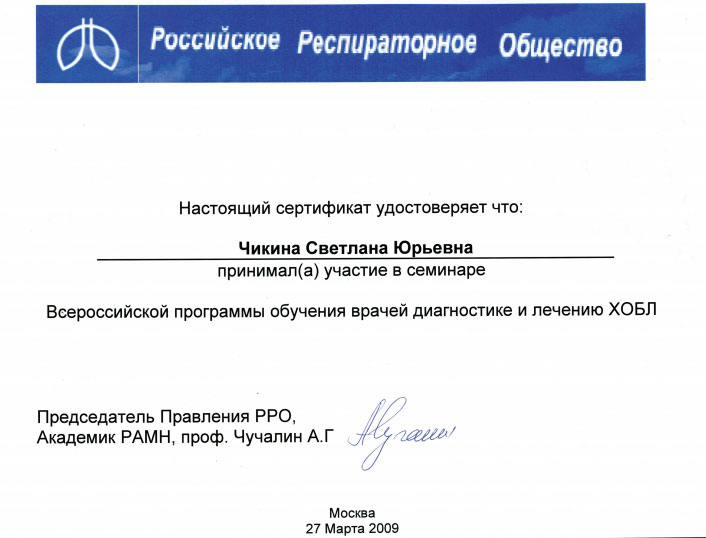 Российское Респираторное Общество
Настоящий сертификат удостоверяет что:
Чикина Светлана Юрьевна
принимал(а) участие в семинаре
Всероссийской программы обучения врачей диагностике и лечению ХОБЛ
Председатель Правления РРО,
Академик РАМН, проф. Чучалин А.Г
Москва
27 Марта 2009